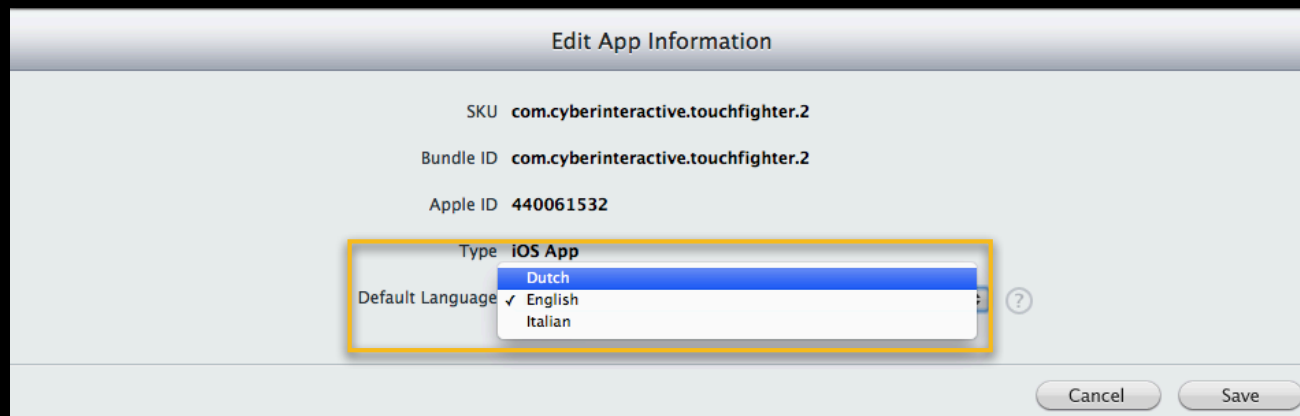 Edit App Information
SKU com.cyberinteractive.touchfighter.2
Bundle ID com.cyberinteractive.touchfighter.2
Apple ID 440061532
Type iOS App
Dutch
Default Language ✓ English
?
Italian
Cancel Save